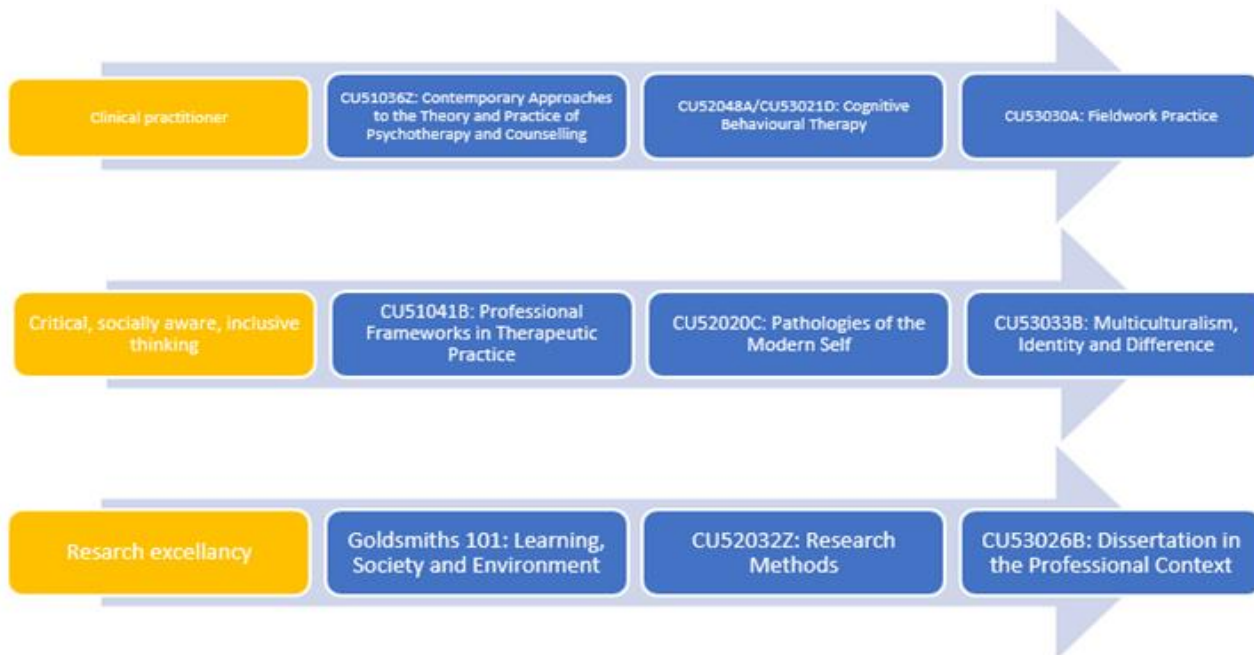 Clinical practitioner
CU51036Z: Contemporary Approaches
to the Theory and Practice of
Psychotherapy and Counselling
CU52048A/CU53021D: Cognitive
Behavioural Therapy
CU53030A: Fieldwork Practice
Critical, socially aware, inclusive
thinking
CU51041B: Professional
Frameworks in Therapeutic
Practice
CU52020C: Pathologies of the
Modern Self
CU53033B: Multiculturalism,
Identity and Difference
Resarch excellancy
Goldsmiths 101: Learning,
Society and Environment
CU52032Z: Research
Methods
CU53026B: Dissertation in
the Professional Context